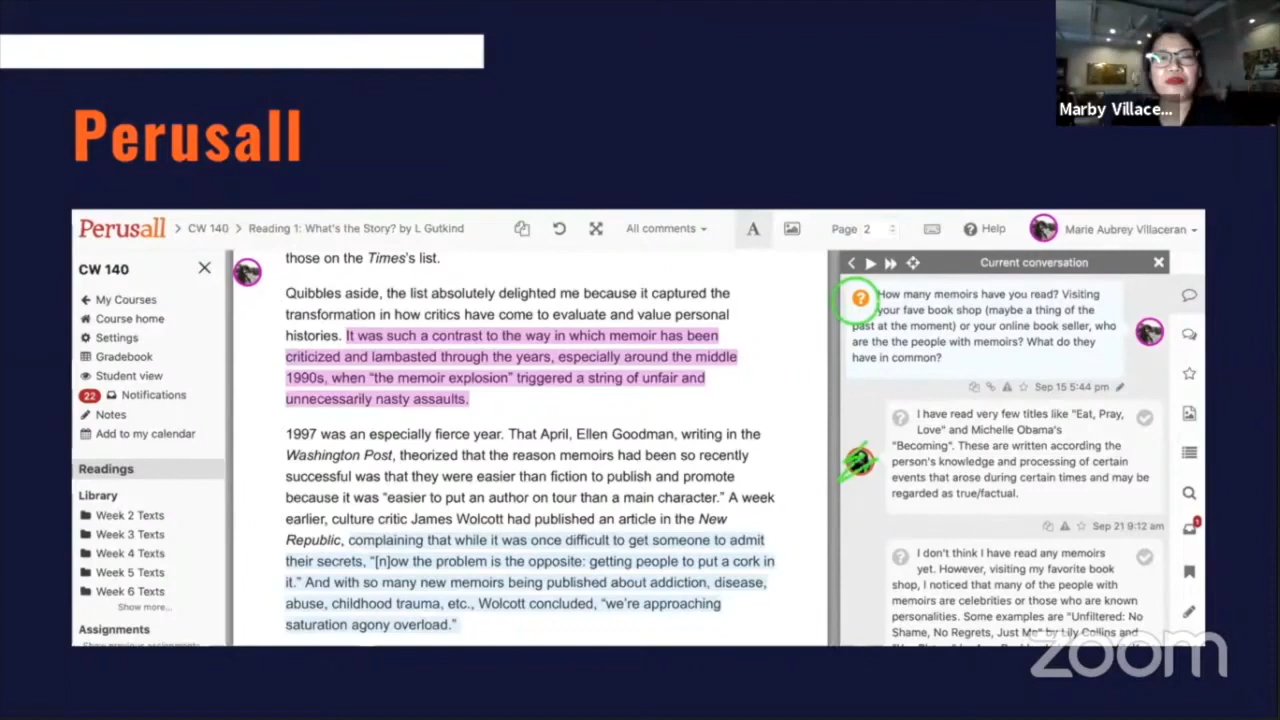 Marby Villace...
Perusall
Perusall > CW 140 > Reading 1: What's the Story? by L Gutkind
All comments
A
Page 2
Help
Marie Aubrey Villaceran
CW 140
My Courses
Course home
Settings
Gradebook
Student view
22 Notifications
Notes
Add to my calendar
Readings
Library
Week 2 Texts
Week 3 Texts
Week 4 Texts
Week 5 Texts
Week 6 Texts
Show more...
Assignments
Show previous assignments
those on the Times's list.
Quibbles aside, the list absolutely delighted me because it captured the
transformation in how critics have come to evaluate and value personal
histories. It was such a contrast to the way in which memoir has been
criticized and lambasted through the years, especially around the middle
1990s, when “the memoir explosion” triggered a string of unfair and
unnecessarily nasty assaults.
1997 was an especially fierce year. That April, Ellen Goodman, writing in the
Washington Post, theorized that the reason memoirs had been so recently
successful was that they were easier than fiction to publish and promote
because it was “easier to put an author on tour than a main character.” A week
earlier, culture critic James Wolcott had published an article in the New
Republic, complaining that while it was once difficult to get someone to admit
their secrets, “[n]ow the problem is the opposite: getting people to put a cork in
it.” And with so many new memoirs being published about addiction, disease,
abuse, childhood trauma, etc., Wolcott concluded, “we're approaching
saturation agony overload.”
Current conversation
? How many memoirs have you read? Visiting
your fave book shop (maybe a thing of the
past at the moment) or your online book seller, who
are the the people with memoirs? What do they
have in common?
Sep 15 5:44 pm
? I have read very few titles like "Eat, Pray,
Love" and Michelle Obama's
"Becoming". These are written according the
person's knowledge and processing of certain
events that arose during certain times and may be
regarded as true/factual.
Sep 21 9:12 am
? I don't think I have read any memoirs
yet. However, visiting my favorite book
shop, I noticed that many of the people with
memoirs are celebrities or those who are known
personalities. Some examples are "Unfiltered: No
Shame, No Regrets, Just Me" by Lily Collins and
1
zoom